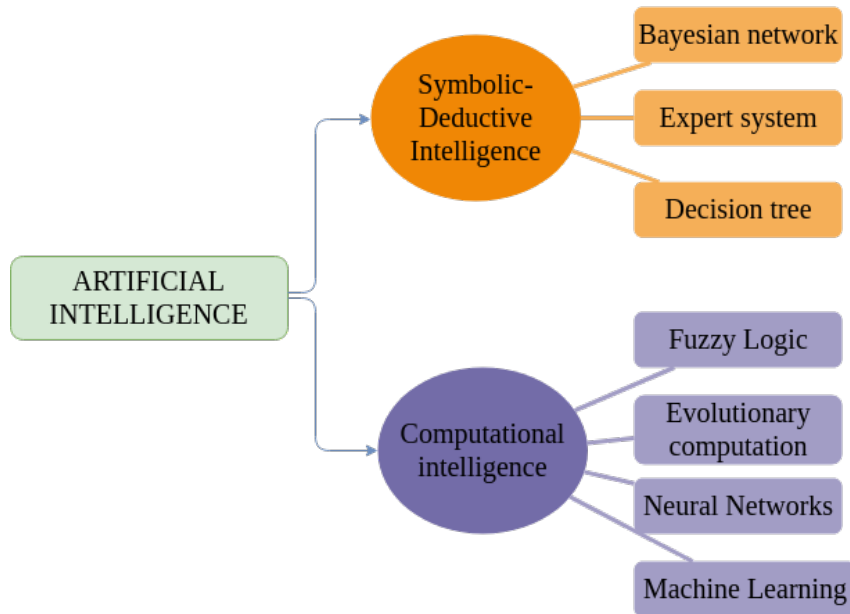 ARTIFICIAL
INTELLIGENCE
Symbolic-
Deductive
Intelligence
Bayesian network
Expert system
Decision tree
Computational
intelligence
Fuzzy Logic
Evolutionary
computation
Neural Networks
Machine Learning